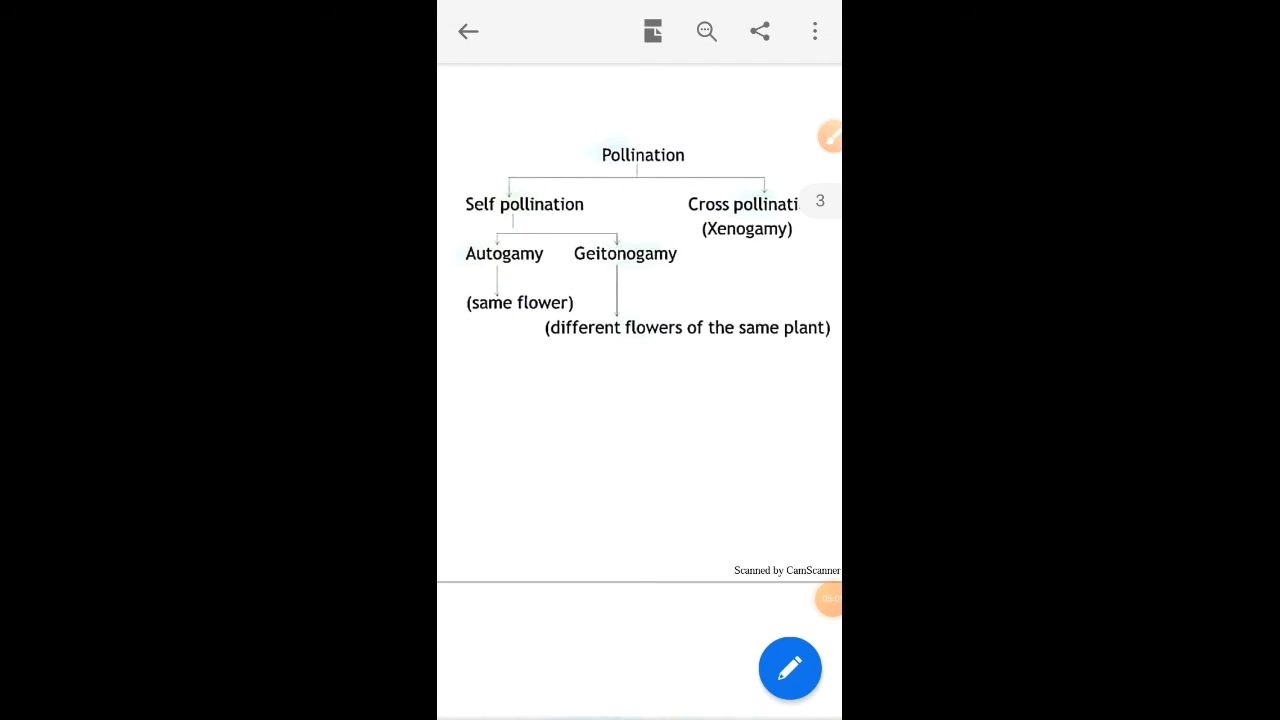 Pollination
Self pollination
Cross pollinati
3
(Xenogamy)
Autogamy
Geitonogamy
(same flower)
(different flowers of the same plant)
Scanned by CamScanner